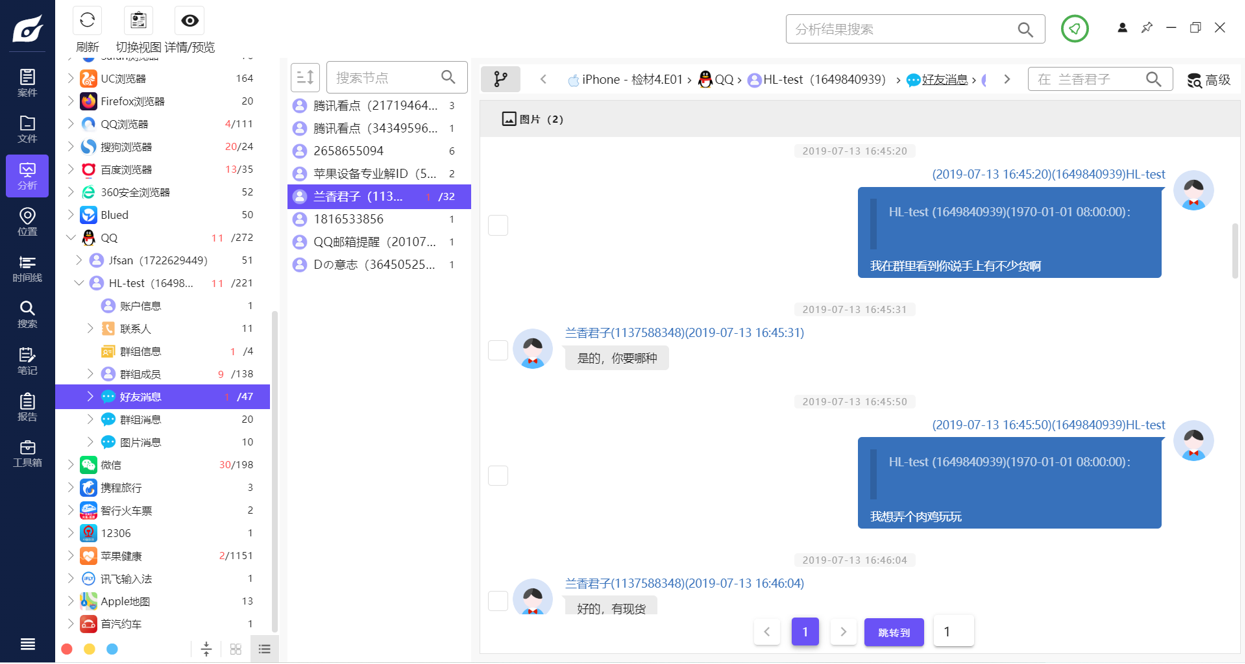 刷新
切换视图
详情/预览
分析结果搜索
案件
文件
分析
位置
时间线
搜索
笔记
报告
工具箱
UC浏览器 164
Firefox浏览器 20
QQ浏览器 4/111
搜狗浏览器 20/24
百度浏览器 13/35
360安全浏览器 52
Blued 50
QQ 11 /272
Jfsan（1722629449） 51
HL-test（16498... 11 /221
账户信息 1
联系人 11
群组信息 1 /4
群组成员 9 /138
好友消息 1 /47
群组消息 20
图片消息 10
微信 30/198
携程旅行 3
智行火车票 2
12306 1
苹果健康 2/1151
讯飞输入法 1
Apple地图 13
首汽约车 1
搜索节点
腾讯看点（21719464... 3
腾讯看点（34349596... 1
2658655094 6
苹果设备专业解ID（5... 2
兰香君子（113... 1 /32
1816533856 1
QQ邮箱提醒（20107... 1
Dの意志（36450525... 1
iPhone - 检材4.E01 › QQ › HL-test（1649840939） › 好友消息 ›
在 兰香君子
高级
图片（2）
2019-07-13 16:45:20
(2019-07-13 16:45:20)(1649840939)HL-test
HL-test (1649840939)(1970-01-01 08:00:00):
我在群里看到你说手上有不少货啊
2019-07-13 16:45:31
兰香君子(1137588348)(2019-07-13 16:45:31)
是的，你要哪种
2019-07-13 16:45:50
(2019-07-13 16:45:50)(1649840939)HL-test
HL-test (1649840939)(1970-01-01 08:00:00):
我想弄个肉鸡玩玩
2019-07-13 16:46:04
兰香君子(1137588348)(2019-07-13 16:46:04)
好的，有现货
1
跳转到
1